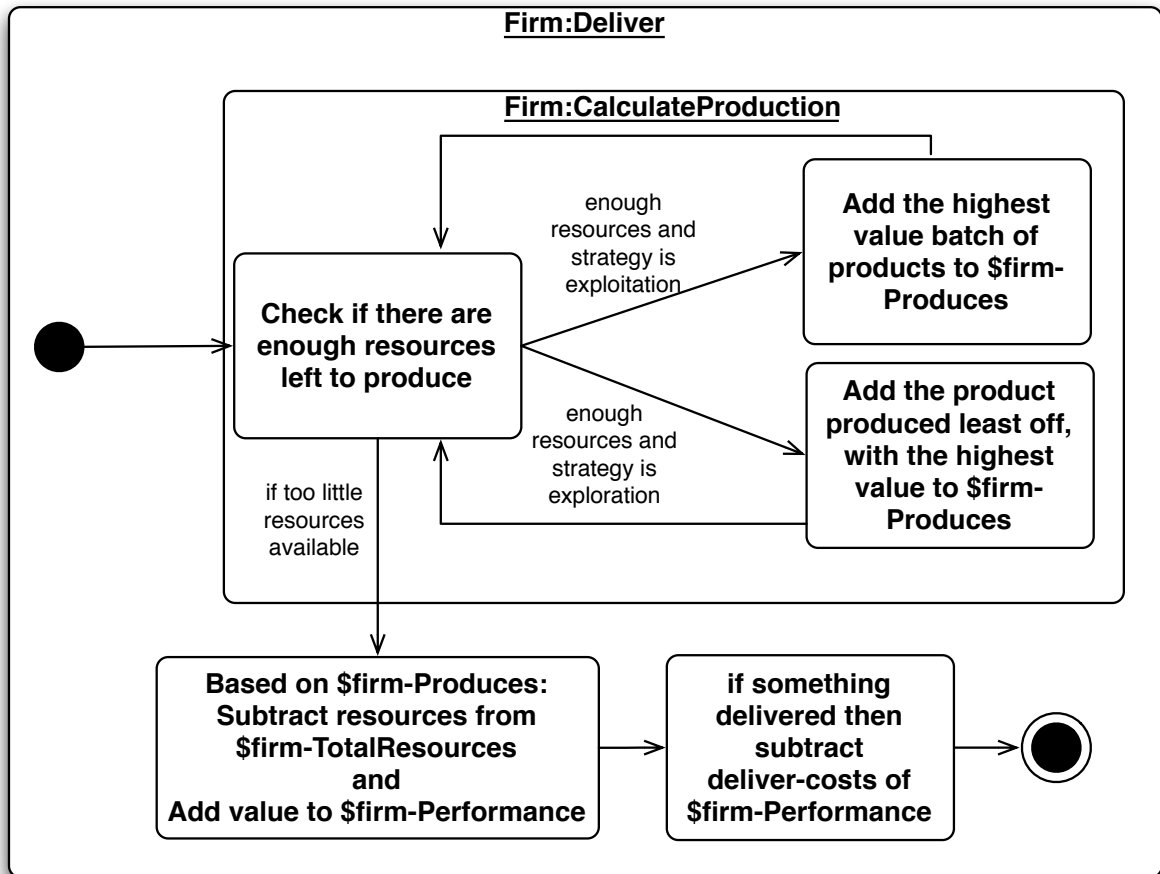 Firm:Deliver
Firm:CalculateProduction
enough
resources and
strategy is
exploitation
Add the highest
value batch of
products to $firm-
Produces
Check if there are
enough resources
left to produce
enough
resources and
strategy is
exploration
Add the product
produced least off,
with the highest
value to $firm-
Produces
if too little
resources
available
Based on $firm-Produces:
Subtract resources from
$firm-TotalResources
and
Add value to $firm-Performance
if something
delivered then
subtract
deliver-costs of
$firm-Performance